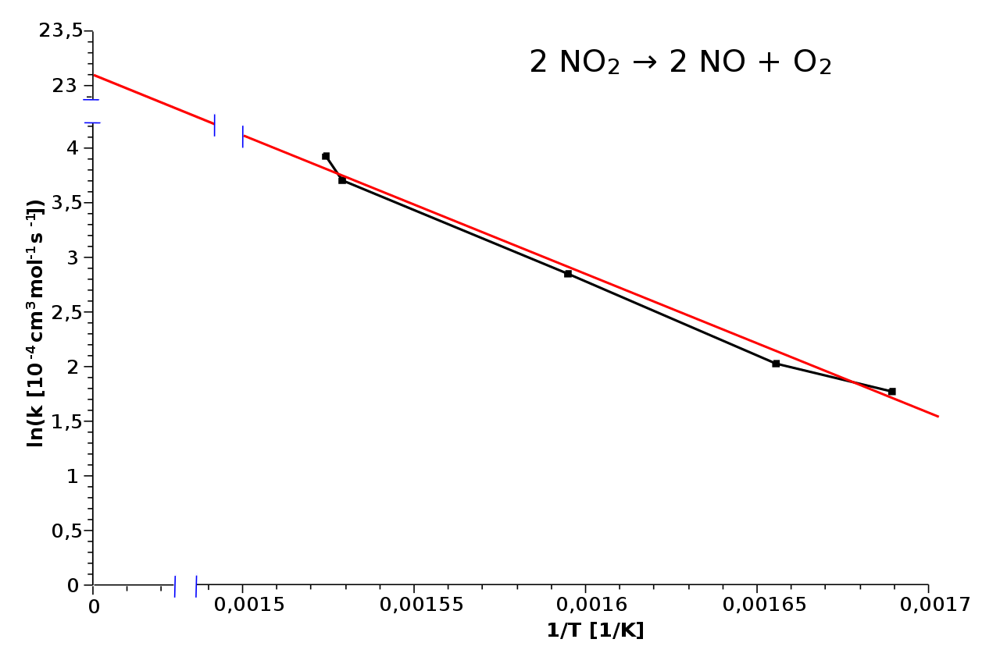 23,5
2 NO₂ → 2 NO + O₂
23
4
3,5
3
2,5
2
1,5
1
0,5
0
ln(k [10⁻⁴cm³mol⁻¹s⁻¹])
0 0,0015 0,00155 0,0016 0,00165 0,0017
1/T [1/K]